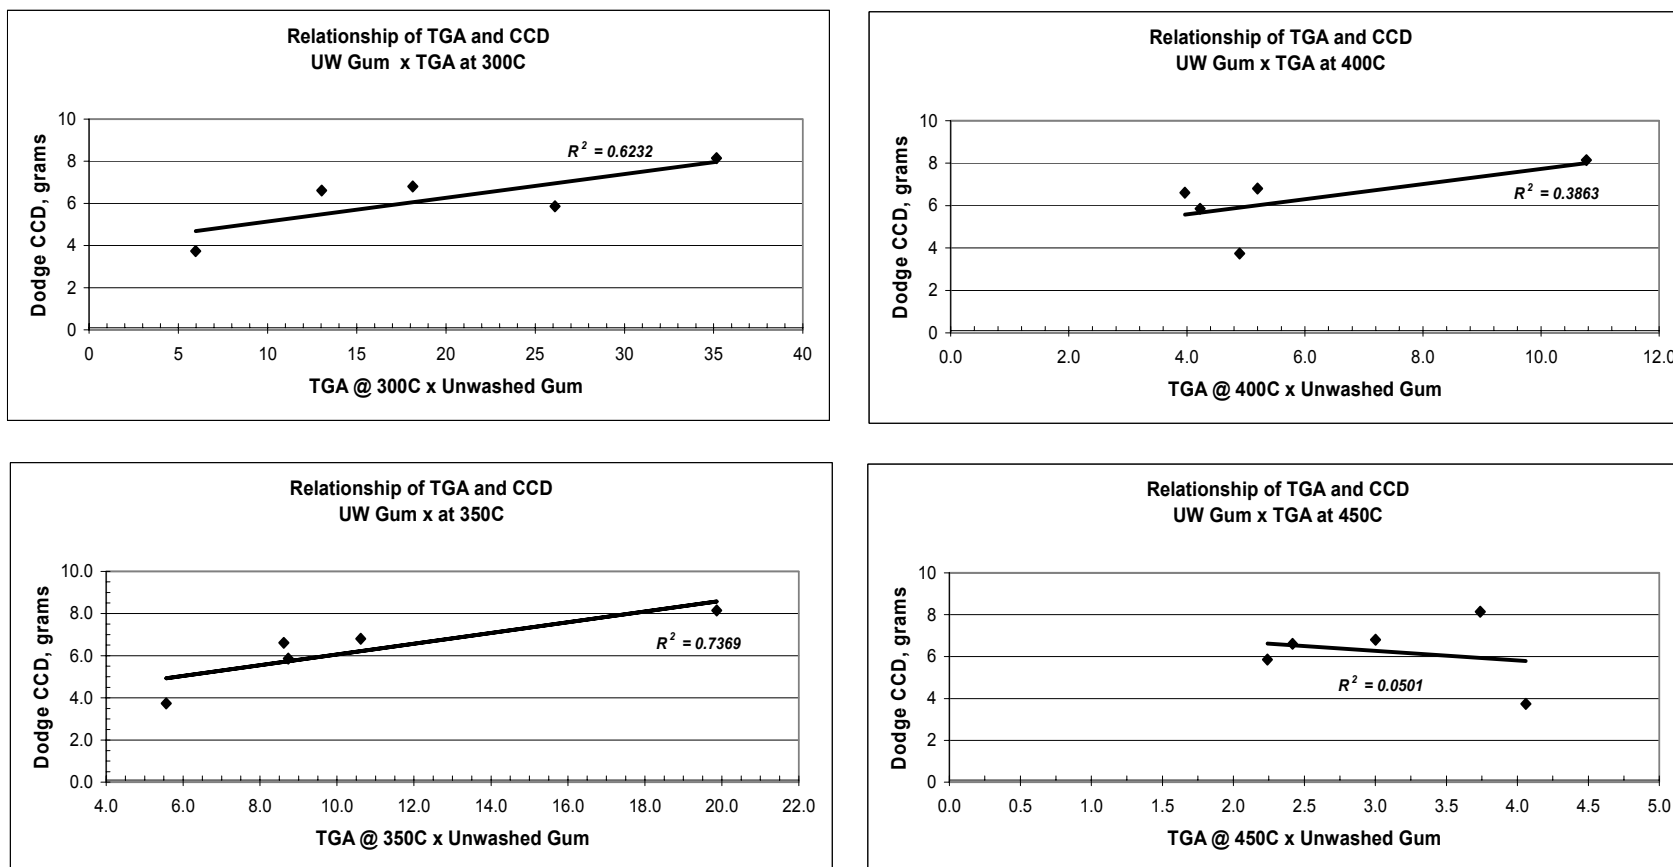 Relationship of TGA and CCD
UW Gum x TGA at 300C
Dodge CCD, grams
10
8
6
4
2
0
R² = 0.6232
0 5 10 15 20 25 30 35 40
TGA @ 300C x Unwashed Gum
Relationship of TGA and CCD
UW Gum x TGA at 400C
Dodge CCD, grams
10
8
6
4
2
0
R² = 0.3863
0.0 2.0 4.0 6.0 8.0 10.0 12.0
TGA @ 400C x Unwashed Gum
Relationship of TGA and CCD
UW Gum x at 350C
Dodge CCD, grams
10.0
8.0
6.0
4.0
2.0
0.0
R² = 0.7369
4.0 6.0 8.0 10.0 12.0 14.0 16.0 18.0 20.0 22.0
TGA @ 350C x Unwashed Gum
Relationship of TGA and CCD
UW Gum x TGA at 450C
Dodge CCD, grams
10
8
6
4
2
0
R² = 0.0501
0.0 0.5 1.0 1.5 2.0 2.5 3.0 3.5 4.0 4.5 5.0
TGA @ 450C x Unwashed Gum